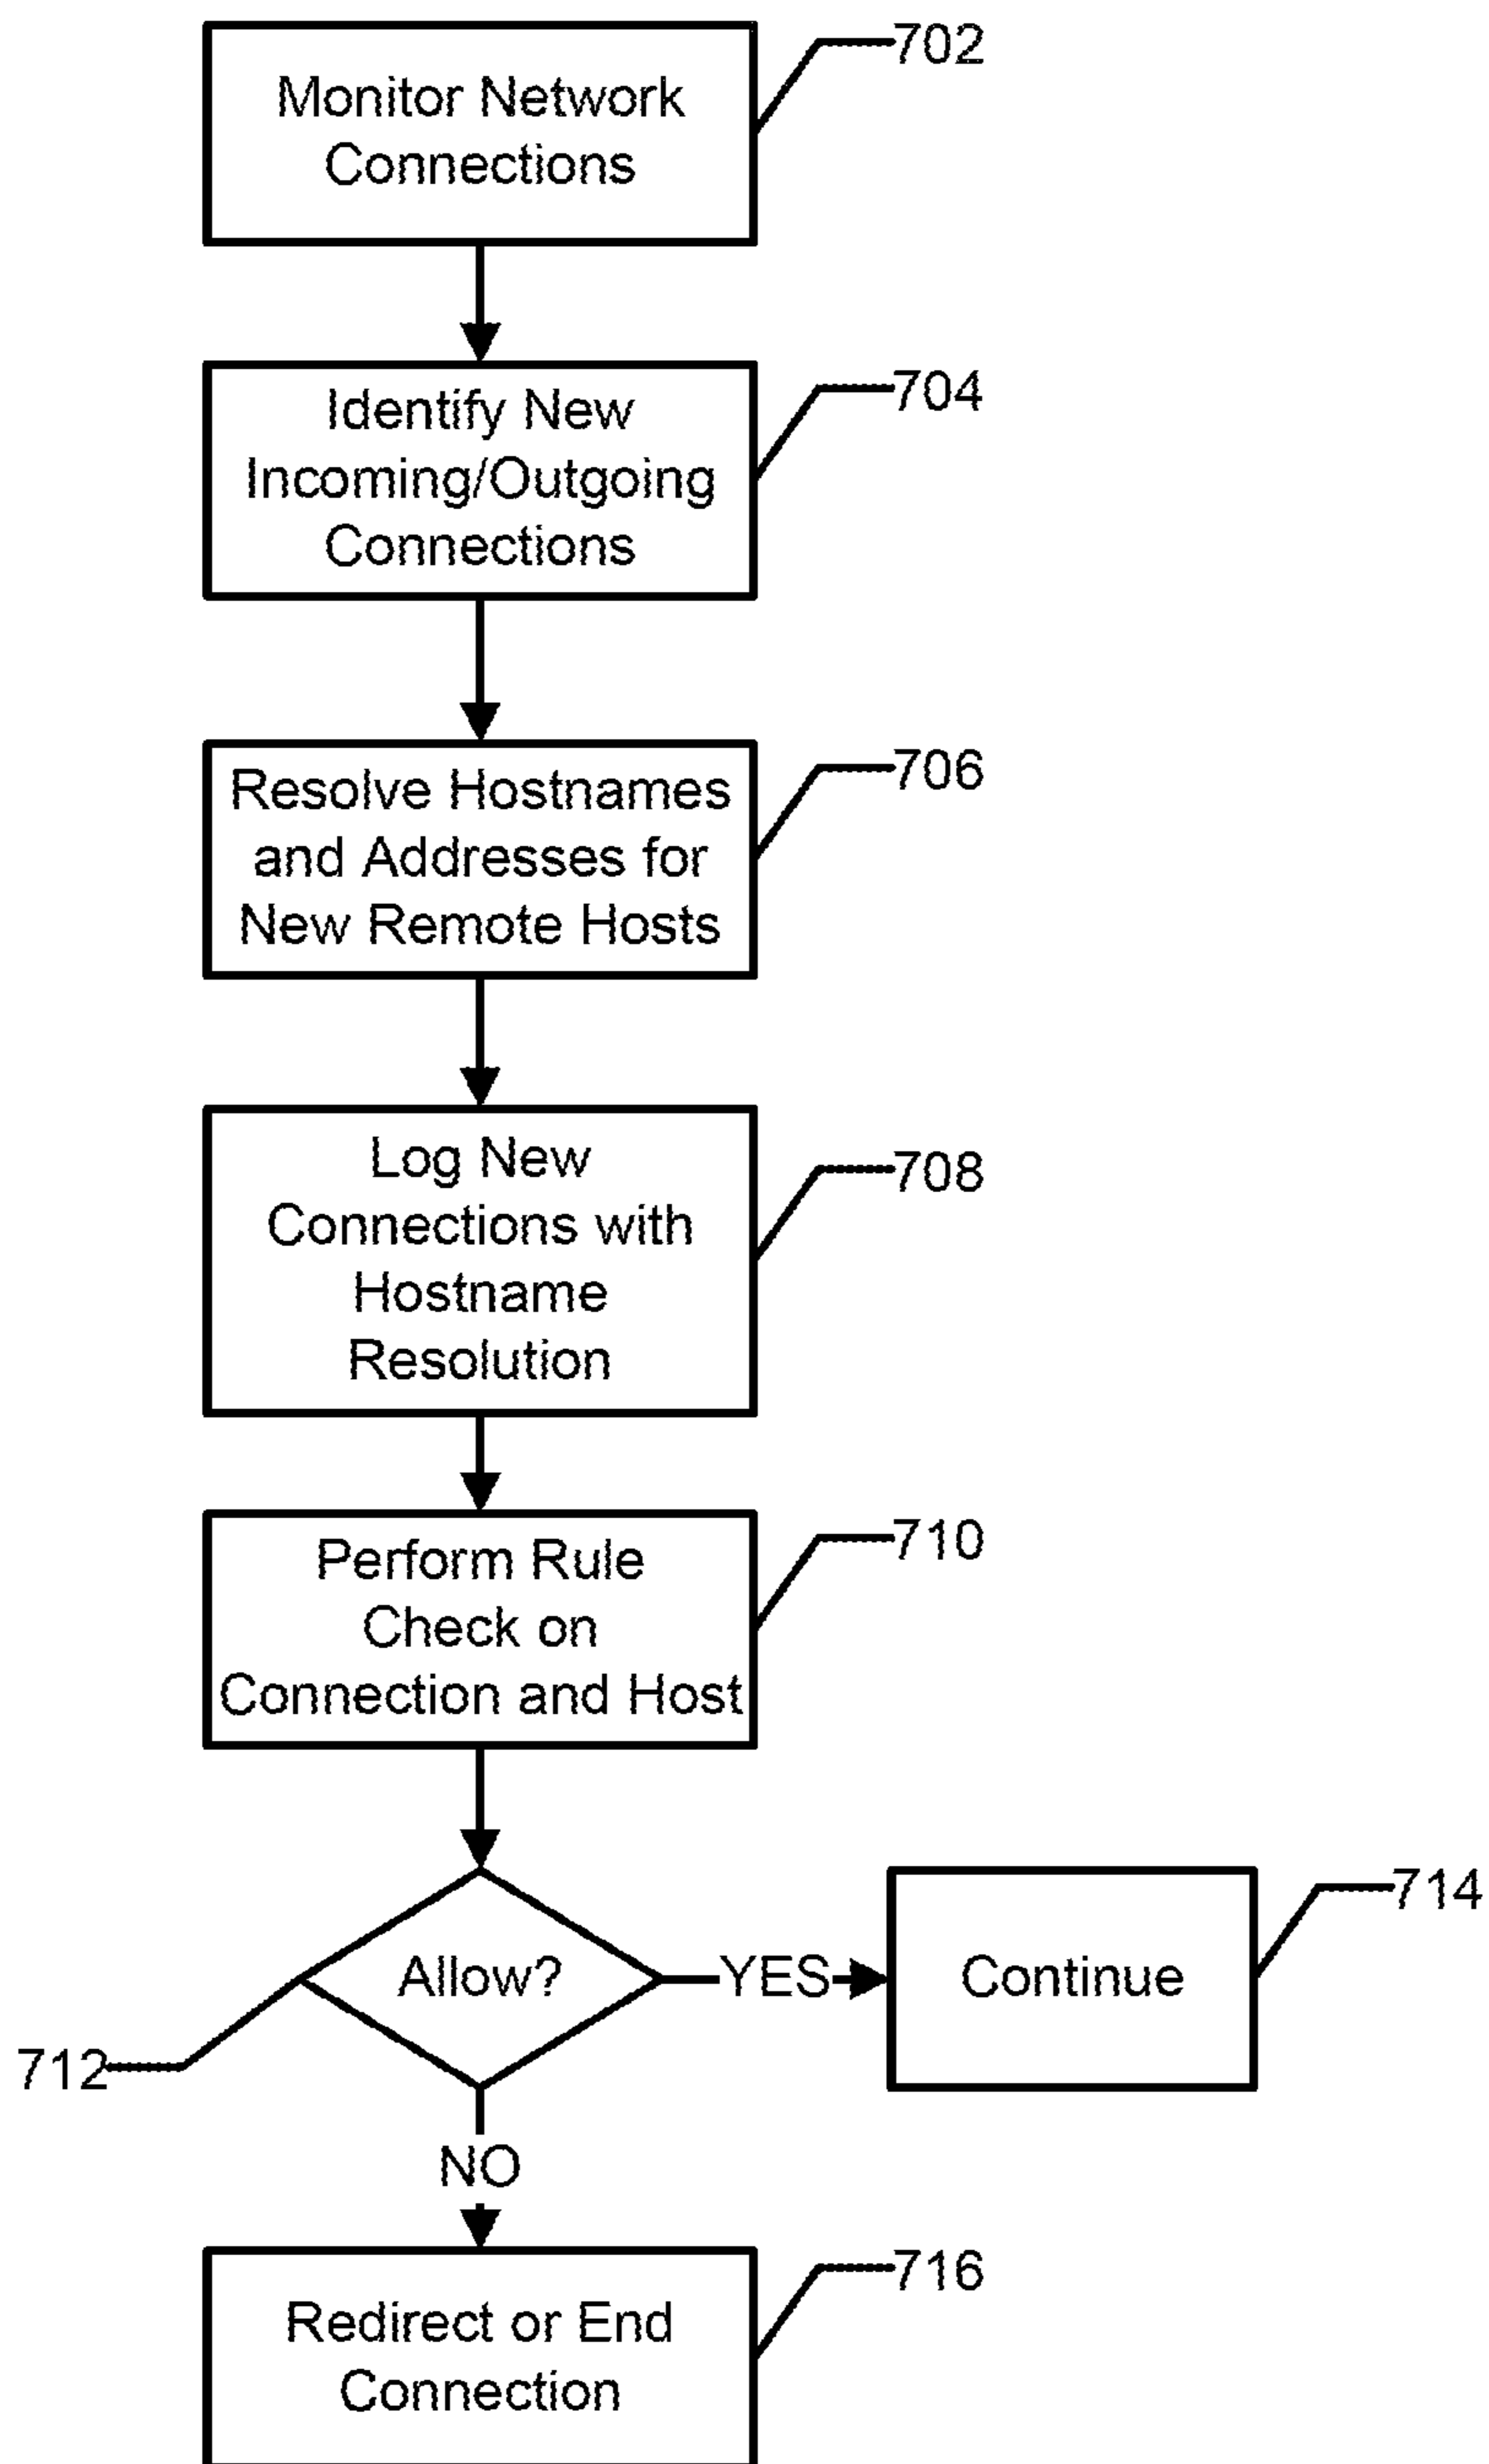 Monitor Network
Connections
702
Identify New
Incoming/Outgoing
Connections
704
Resolve Hostnames
and Addresses for
New Remote Hosts
706
Log New
Connections with
Hostname
Resolution
708
Perform Rule
Check on
Connection and Host
710
Allow?
712
YES
Continue
714
NO
Redirect or End
Connection
716